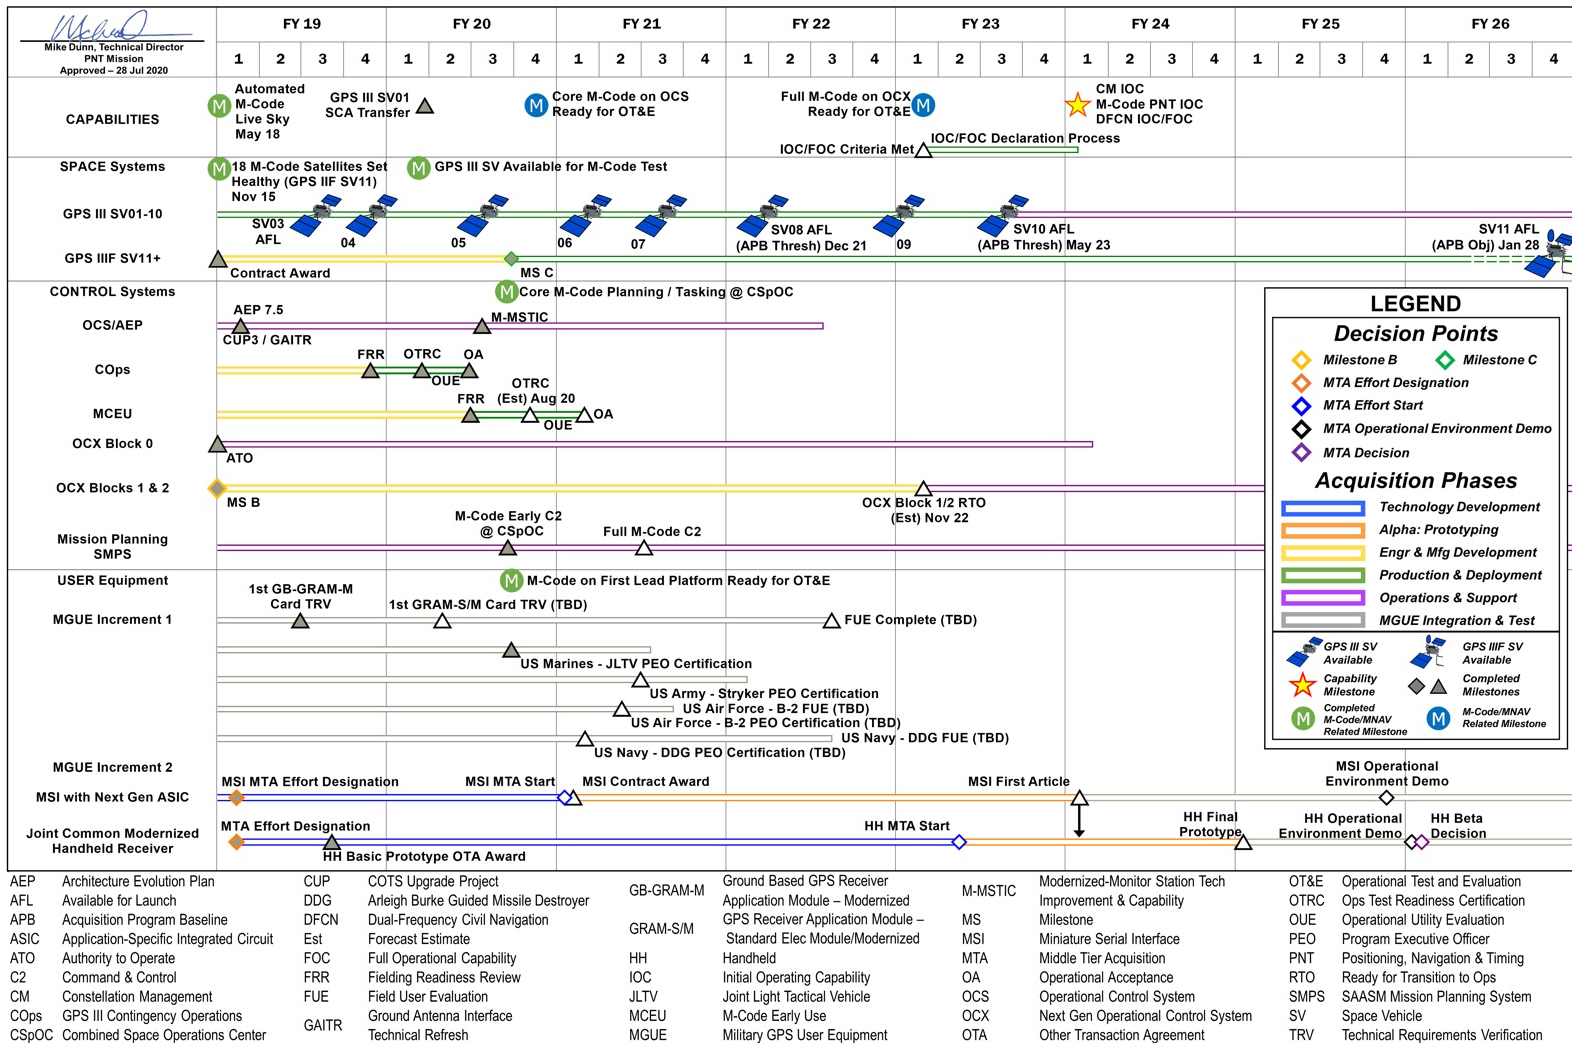 FY 19 FY 20 FY 21 FY 22 FY 23 FY 24 FY 25 FY 26
Mike Dunn, Technical Director
PNT Mission
Approved – 28 Jul 2020
1 2 3 4 1 2 3 4 1 2 3 4 1 2 3 4 1 2 3 4 1 2 3 4 1 2 3 4 1 2 3 4
CAPABILITIES
M
Automated
M-Code
Live Sky
May 18
GPS III SV01
SCA Transfer
M
Core M-Code on OCS
Ready for OT&E
Full M-Code on OCX
Ready for OT&E
M
CM IOC
M-Code PNT IOC
DFCN IOC/FOC
IOC/FOC Criteria Met
IOC/FOC Declaration Process
SPACE Systems
M
18 M-Code Satellites Set
Healthy (GPS IIF SV11)
Nov 15
M
GPS III SV Available for M-Code Test
GPS III SV01-10
SV03
AFL
04
05
06
07
SV08 AFL
(APB Thresh) Dec 21
09
SV10 AFL
(APB Thresh) May 23
SV11 AFL
(APB Obj) Jan 28
GPS IIIF SV11+
Contract Award
MS C
CONTROL Systems
M
Core M-Code Planning / Tasking @ CSpOC
OCS/AEP
AEP 7.5
CUP3 / GAITR
M-MSTIC
COps
FRR
OTRC
OA
OUE
MCEU
FRR
OTRC
(Est) Aug 20
OUE
OA
OCX Block 0
ATO
OCX Blocks 1 & 2
MS B
OCX Block 1/2 RTO
(Est) Nov 22
Mission Planning
SMPS
M-Code Early C2
@ CSpOC
Full M-Code C2
USER Equipment
M
M-Code on First Lead Platform Ready for OT&E
MGUE Increment 1
1st GB-GRAM-M
Card TRV
1st GRAM-S/M Card TRV (TBD)
FUE Complete (TBD)
US Marines - JLTV PEO Certification
US Army - Stryker PEO Certification
US Air Force - B-2 FUE (TBD)
US Air Force - B-2 PEO Certification (TBD)
US Navy - DDG FUE (TBD)
US Navy - DDG PEO Certification (TBD)
MGUE Increment 2
MSI with Next Gen ASIC
MSI MTA Effort Designation
MSI MTA Start
MSI Contract Award
MSI First Article
MSI Operational
Environment Demo
Joint Common Modernized
Handheld Receiver
MTA Effort Designation
HH Basic Prototype OTA Award
HH MTA Start
HH Final
Prototype
HH Operational
Environment Demo
HH Beta
Decision
LEGEND
Decision Points
Milestone B
Milestone C
MTA Effort Designation
MTA Effort Start
MTA Operational Environment Demo
MTA Decision
Acquisition Phases
Technology Development
Alpha: Prototyping
Engr & Mfg Development
Production & Deployment
Operations & Support
MGUE Integration & Test
GPS III SV
Available
GPS IIIF SV
Available
Capability
Milestone
Completed
Milestones
M
Completed
M-Code/MNAV
Related Milestone
M
M-Code/MNAV
Related Milestone
AEP Architecture Evolution Plan
AFL Available for Launch
APB Acquisition Program Baseline
ASIC Application-Specific Integrated Circuit
ATO Authority to Operate
C2 Command & Control
CM Constellation Management
COps GPS III Contingency Operations
CSpOC Combined Space Operations Center
CUP COTS Upgrade Project
DDG Arleigh Burke Guided Missile Destroyer
DFCN Dual-Frequency Civil Navigation
Est Forecast Estimate
FOC Full Operational Capability
FRR Fielding Readiness Review
FUE Field User Evaluation
GAITR Ground Antenna Interface
Technical Refresh
GB-GRAM-M Ground Based GPS Receiver
Application Module – Modernized
GRAM-S/M GPS Receiver Application Module –
Standard Elec Module/Modernized
HH Handheld
IOC Initial Operating Capability
JLTV Joint Light Tactical Vehicle
MCEU M-Code Early Use
MGUE Military GPS User Equipment
M-MSTIC Modernized-Monitor Station Tech
Improvement & Capability
MS Milestone
MSI Miniature Serial Interface
MTA Middle Tier Acquisition
OA Operational Acceptance
OCS Operational Control System
OCX Next Gen Operational Control System
OTA Other Transaction Agreement
OT&E Operational Test and Evaluation
OTRC Ops Test Readiness Certification
OUE Operational Utility Evaluation
PEO Program Executive Officer
PNT Positioning, Navigation & Timing
RTO Ready for Transition to Ops
SMPS SAASM Mission Planning System
SV Space Vehicle
TRV Technical Requirements Verification